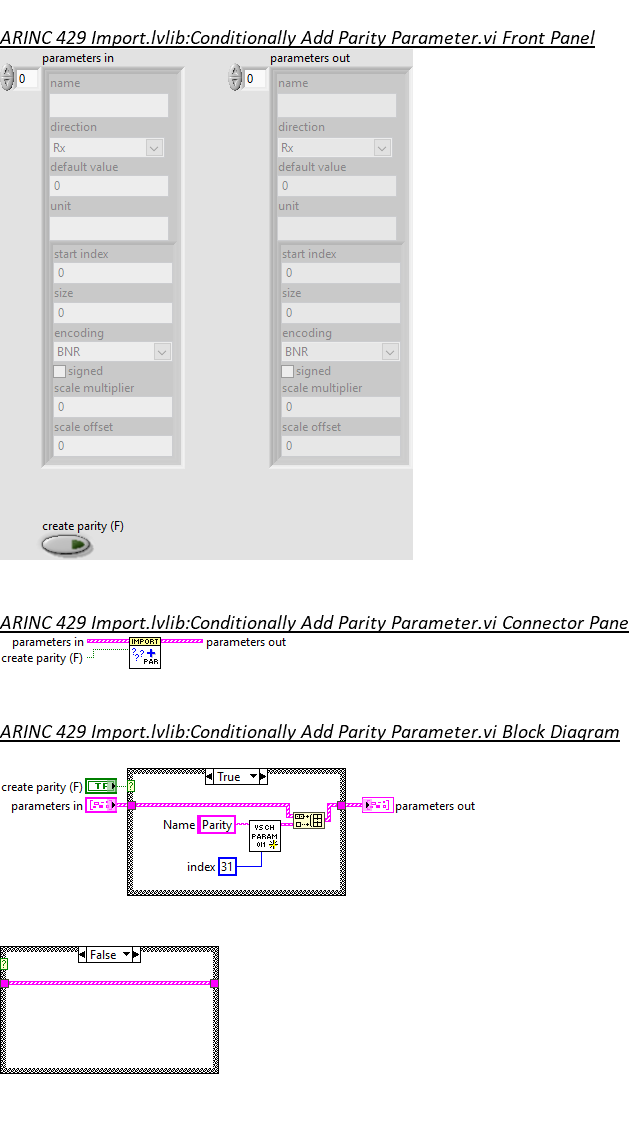 ARINC 429 Import.lvlib:Conditionally Add Parity Parameter.vi Front Panel
parameters in
parameters out
0
0
name
name
direction
direction
Rx
Rx
default value
default value
0
0
unit
unit
start index
start index
0
0
size
size
0
0
encoding
encoding
BNR
BNR
signed
signed
scale multiplier
scale multiplier
0
0
scale offset
scale offset
0
0
create parity (F)
ARINC 429 Import.lvlib:Conditionally Add Parity Parameter.vi Connector Pane
parameters in
IMPORT
parameters out
create parity (F)
? ? ? +
PAR
ARINC 429 Import.lvlib:Conditionally Add Parity Parameter.vi Block Diagram
True
create parity (F)
TF
?
parameters in
parameters out
Name
Parity
VS CH
PARAM
index
31
False
?